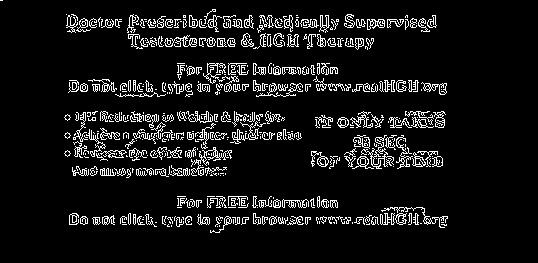 Doctor Prescribed and Medically Supervised
Testosterone & HGH Therapy
For FREE Information
Do not click, type in your browser www.realHGH.org
Reduction in Weight & body fat.
IT ONLY TAKES
• Achieve a younger tighter, thicker skin
SEC
• Reverses the effect of aging
OF YOUR TIME
And many more benefits!!
For FREE Information
Do not click, type in your browser www.realHGH.org